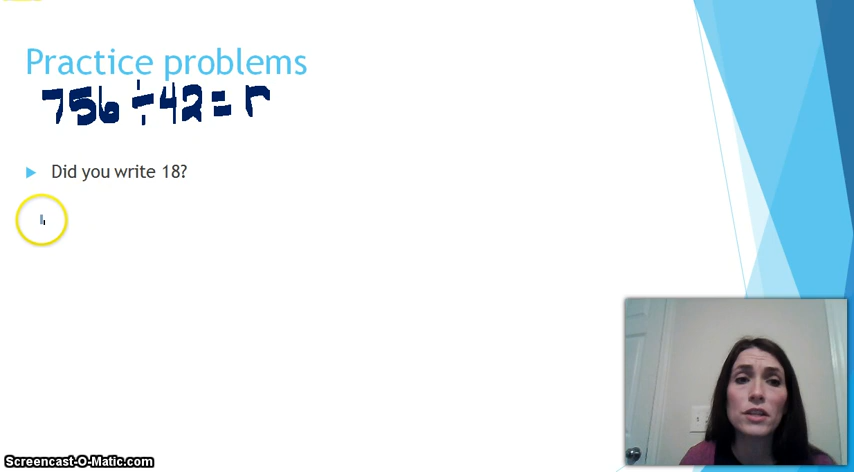 Practice problems
756 ÷ 42 = r
Did you write 18?
Screencast-O-Matic.com